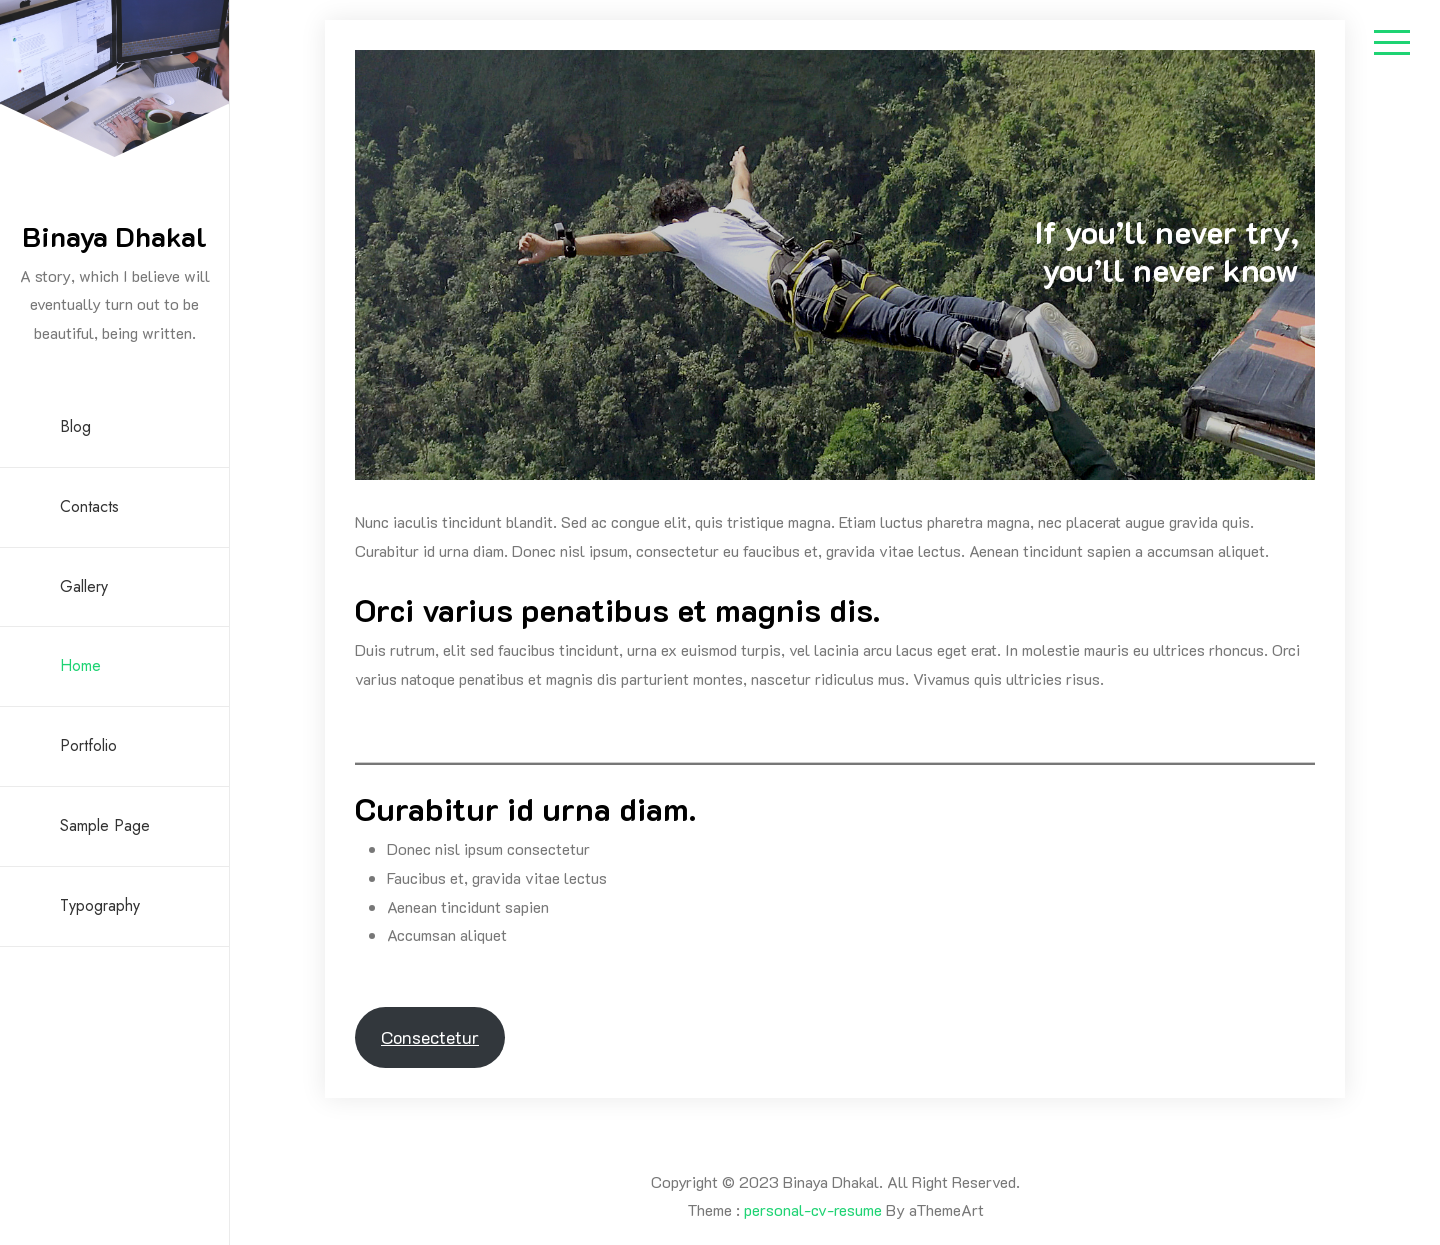 Binaya Dhakal
A story, which I believe will
eventually turn out to be
beautiful, being written.
Blog
Contacts
Gallery
Home
Portfolio
Sample Page
Typography
If you’ll never try,
you’ll never know
Nunc iaculis tincidunt blandit. Sed ac congue elit, quis tristique magna. Etiam luctus pharetra magna, nec placerat augue gravida quis.
Curabitur id urna diam. Donec nisl ipsum, consectetur eu faucibus et, gravida vitae lectus. Aenean tincidunt sapien a accumsan aliquet.
Orci varius penatibus et magnis dis.
Duis rutrum, elit sed faucibus tincidunt, urna ex euismod turpis, vel lacinia arcu lacus eget erat. In molestie mauris eu ultrices rhoncus. Orci
varius natoque penatibus et magnis dis parturient montes, nascetur ridiculus mus. Vivamus quis ultricies risus.
Curabitur id urna diam.
Donec nisl ipsum consectetur
Faucibus et, gravida vitae lectus
Aenean tincidunt sapien
Accumsan aliquet
Consectetur
Copyright © 2023 Binaya Dhakal. All Right Reserved.
Theme : personal-cv-resume By aThemeArt